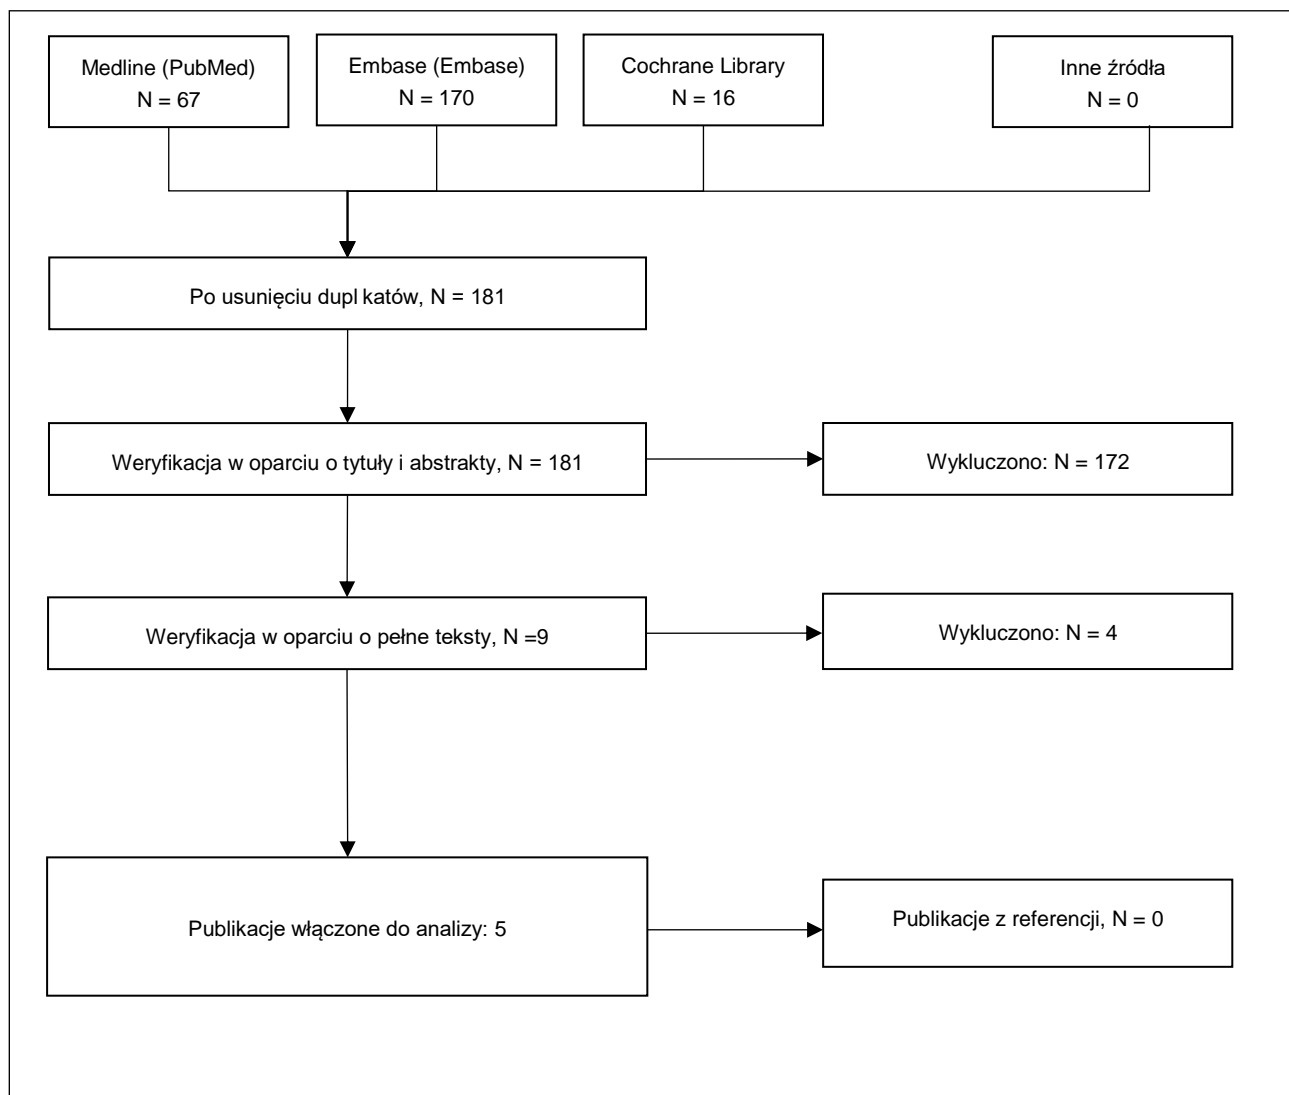 Medline (PubMed)
N = 67
Embase (Embase)
N = 170
Cochrane Library
N = 16
Inne źródła
N = 0
Po usunięciu dupl katów, N = 181
Weryfikacja w oparciu o tytuły i abstrakty, N = 181
Wykluczono: N = 172
Weryfikacja w oparciu o pełne teksty, N =9
Wykluczono: N = 4
Publikacje włączone do analizy: 5
Publikacje z referencji, N = 0